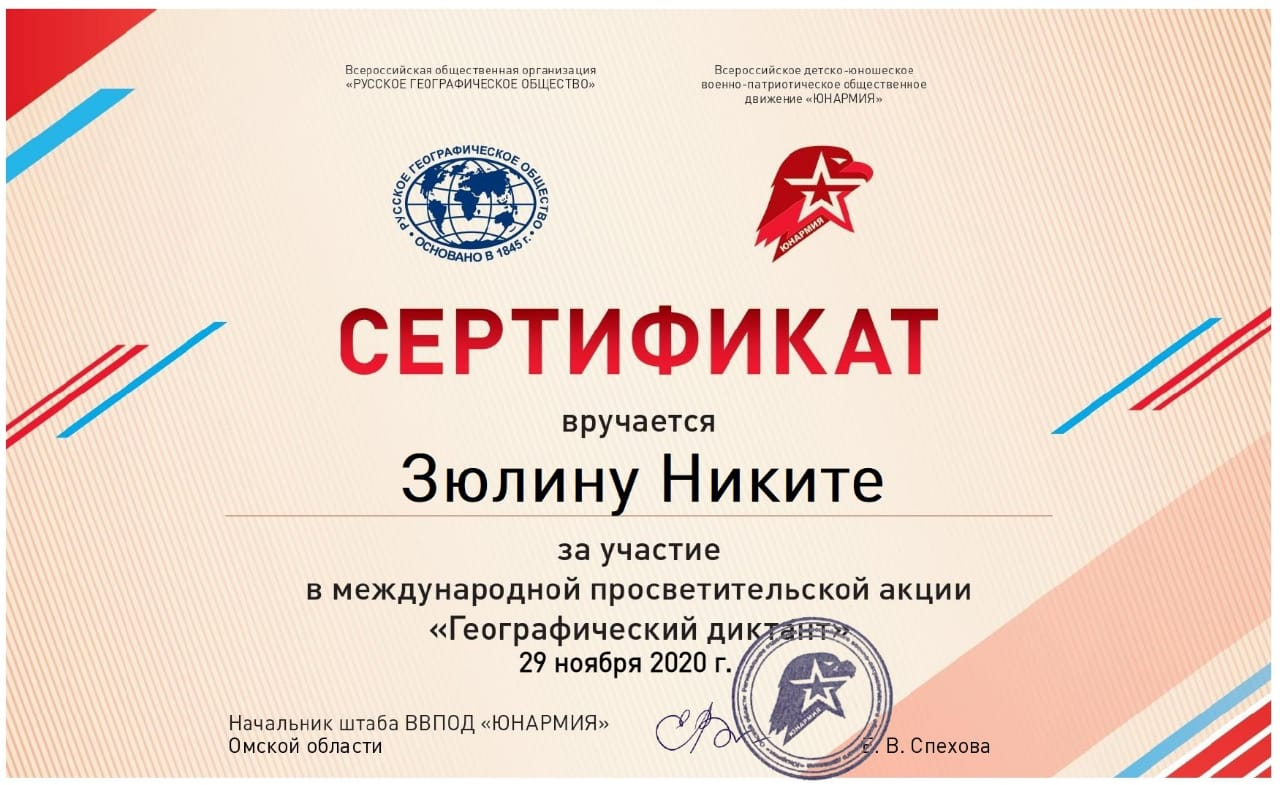 Всероссийская общественная организация
«РУССКОЕ ГЕОГРАФИЧЕСКОЕ ОБЩЕСТВО»
Всероссийское детско-юношеское
военно-патриотическое общественное
движение «ЮНАРМИЯ»
• РУССКОЕ ГЕОГРАФИЧЕСКОЕ ОБЩЕСТВО •
ОСНОВАНО В 1845 г.
ЮНАРМИЯ
СЕРТИФИКАТ
вручается
Зюлину Никите
за участие
в международной просветительской акции
«Географический диктант»
29 ноября 2020 г.
Начальник штаба ВВПОД «ЮНАРМИЯ»
Омской области
Е. В. Спехова
ЮНАРМИЯ